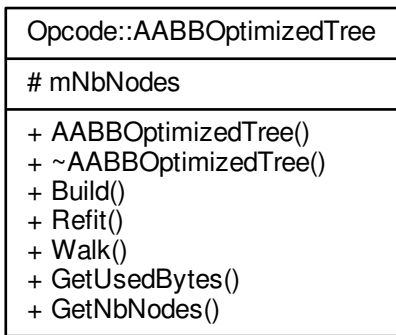 Opcode::AABBOptimizedTree
# mNbNodes
+ AABBOptimizedTree()
+ ~AABBOptimizedTree()
+ Build()
+ Refit()
+ Walk()
+ GetUsedBytes()
+ GetNbNodes()